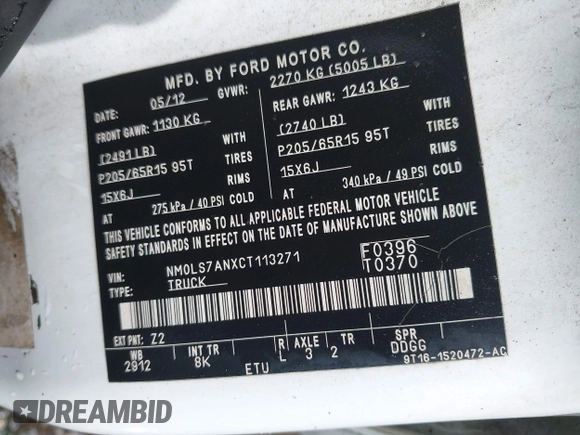 MFD. BY FORD MOTOR CO.
DATE: 05/12 GVWR: 2270 KG (5005 LB)
FRONT GAWR: 1130 KG REAR GAWR: 1243 KG
(2491 LB) WITH (2740 LB) WITH
P205/65R15 95T TIRES P205/65R15 95T TIRES
15X6J RIMS 15X6J RIMS
AT 275 kPa / 40 PSI COLD AT 340 kPa / 49 PSI COLD
THIS VEHICLE CONFORMS TO ALL APPLICABLE FEDERAL MOTOR VEHICLE
SAFETY STANDARDS IN EFFECT ON THE DATE OF MANUFACTURE SHOWN ABOVE
VIN: NM0LS7ANXCT113271 F0396
TYPE: TRUCK T0370
EXT PNT: Z2
WB INT TR R AXLE TR SPR
2912 8K L 3 2 DDGG
ETU 9T16-1520472-AC
DREAMBID